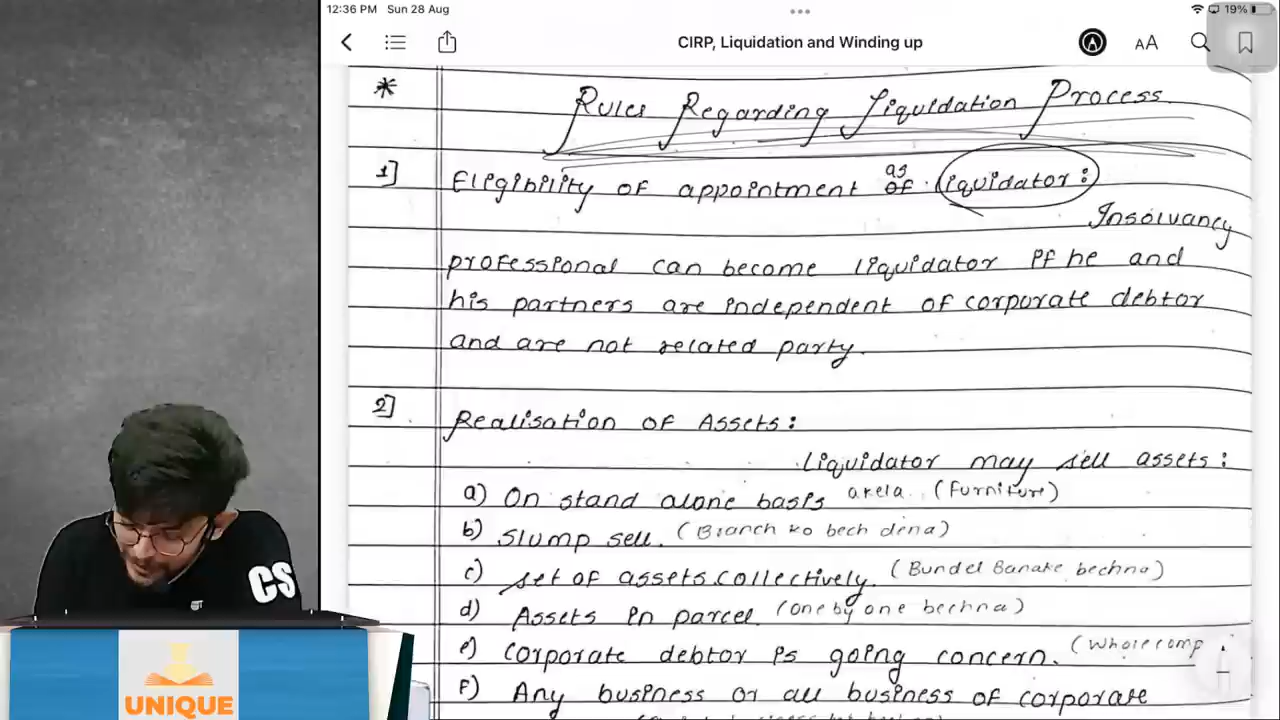 12:36 PM Sun 28 Aug
19%
CIRP, Liquidation and Winding up
AA
* Rules Regarding Liquidation Process
1] Eligibility of appointment as of liquidator:
Insolvancy
professional can become liquidator if he and
his partners are independent of corporate debtor
and are not related party.
2] Realisation of Assets:
liquidator may sell assets:
a) On stand alone basis akela (Furniture)
b) Slump sell. (Branch ko bech dena)
c) set of assets collectively. (Bundel Banake bechna)
d) Assets in parcel (one by one bechna)
e) corporate debtor is going concern. (whole comp
F) Any business or all business of corporate
CS
UNIQUE